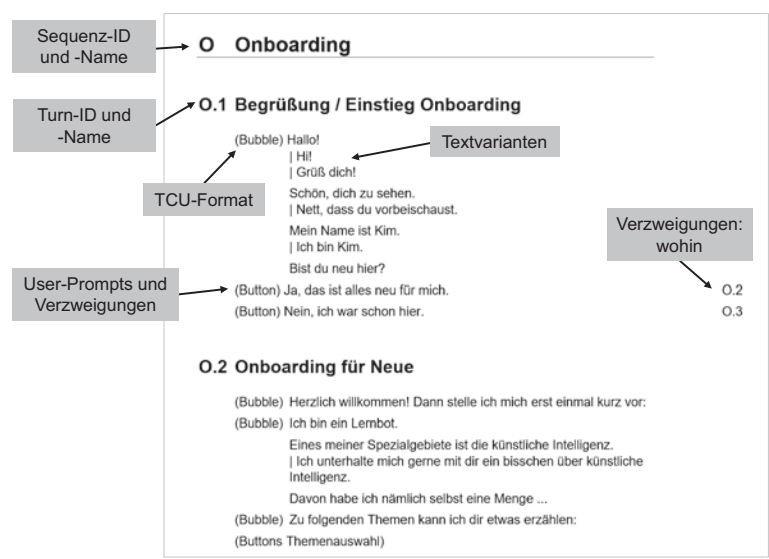 Sequenz-ID
und -Name
O Onboarding
Turn-ID und
-Name
O.1 Begrüßung / Einstieg Onboarding
(Bubble) Hallo!
| Hi!
| Grüß dich!
Textvarianten
TCU-Format
Schön, dich zu sehen.
| Nett, dass du vorbeischaust.
Mein Name ist Kim.
| Ich bin Kim.
Bist du neu hier?
Verzweigungen:
wohin
User-Prompts und
Verzweigungen
(Button) Ja, das ist alles neu für mich. O.2
(Button) Nein, ich war schon hier. O.3
O.2 Onboarding für Neue
(Bubble) Herzlich willkommen! Dann stelle ich mich erst einmal kurz vor:
(Bubble) Ich bin ein Lernbot.
Eines meiner Spezialgebiete ist die künstliche Intelligenz.
| Ich unterhalte mich gerne mit dir ein bisschen über künstliche
Intelligenz.
Davon habe ich nämlich selbst eine Menge ...
(Bubble) Zu folgenden Themen kann ich dir etwas erzählen:
(Buttons Themenauswahl)